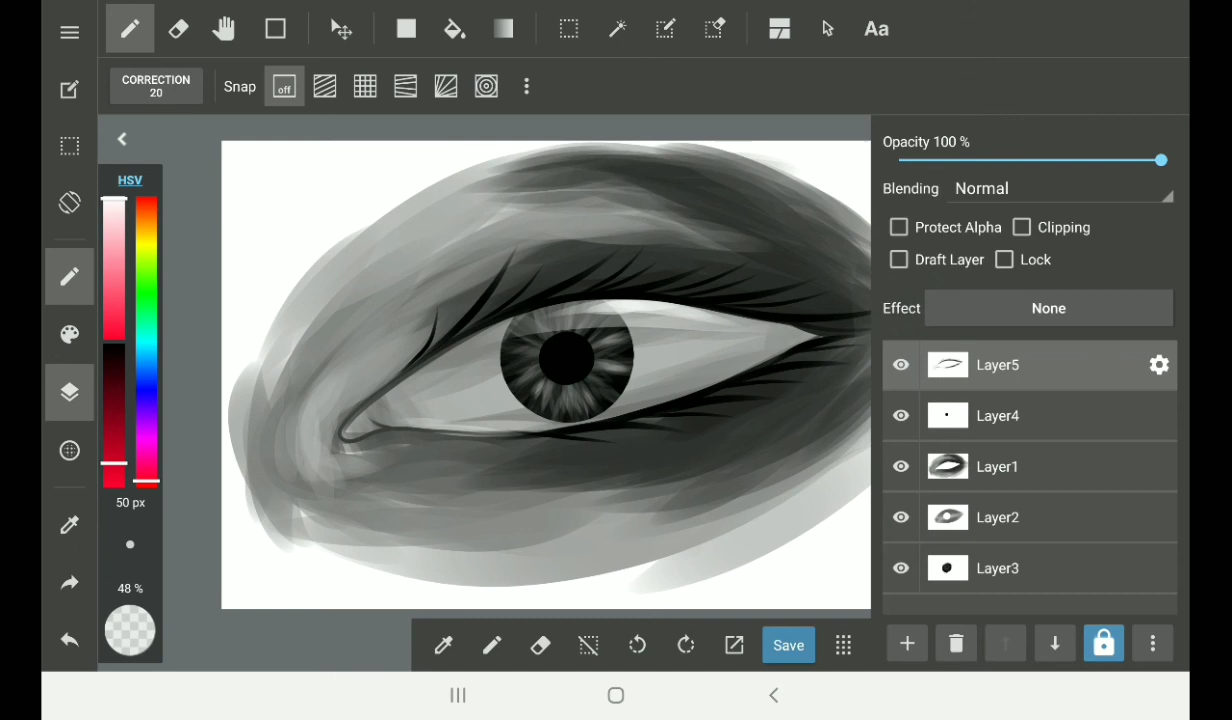 Aa
CORRECTION
20
Snap
off
HSV
50 px
48 %
Opacity 100 %
Blending Normal
Protect Alpha Clipping
Draft Layer Lock
Effect None
Layer5
Layer4
Layer1
Layer2
Layer3
Save